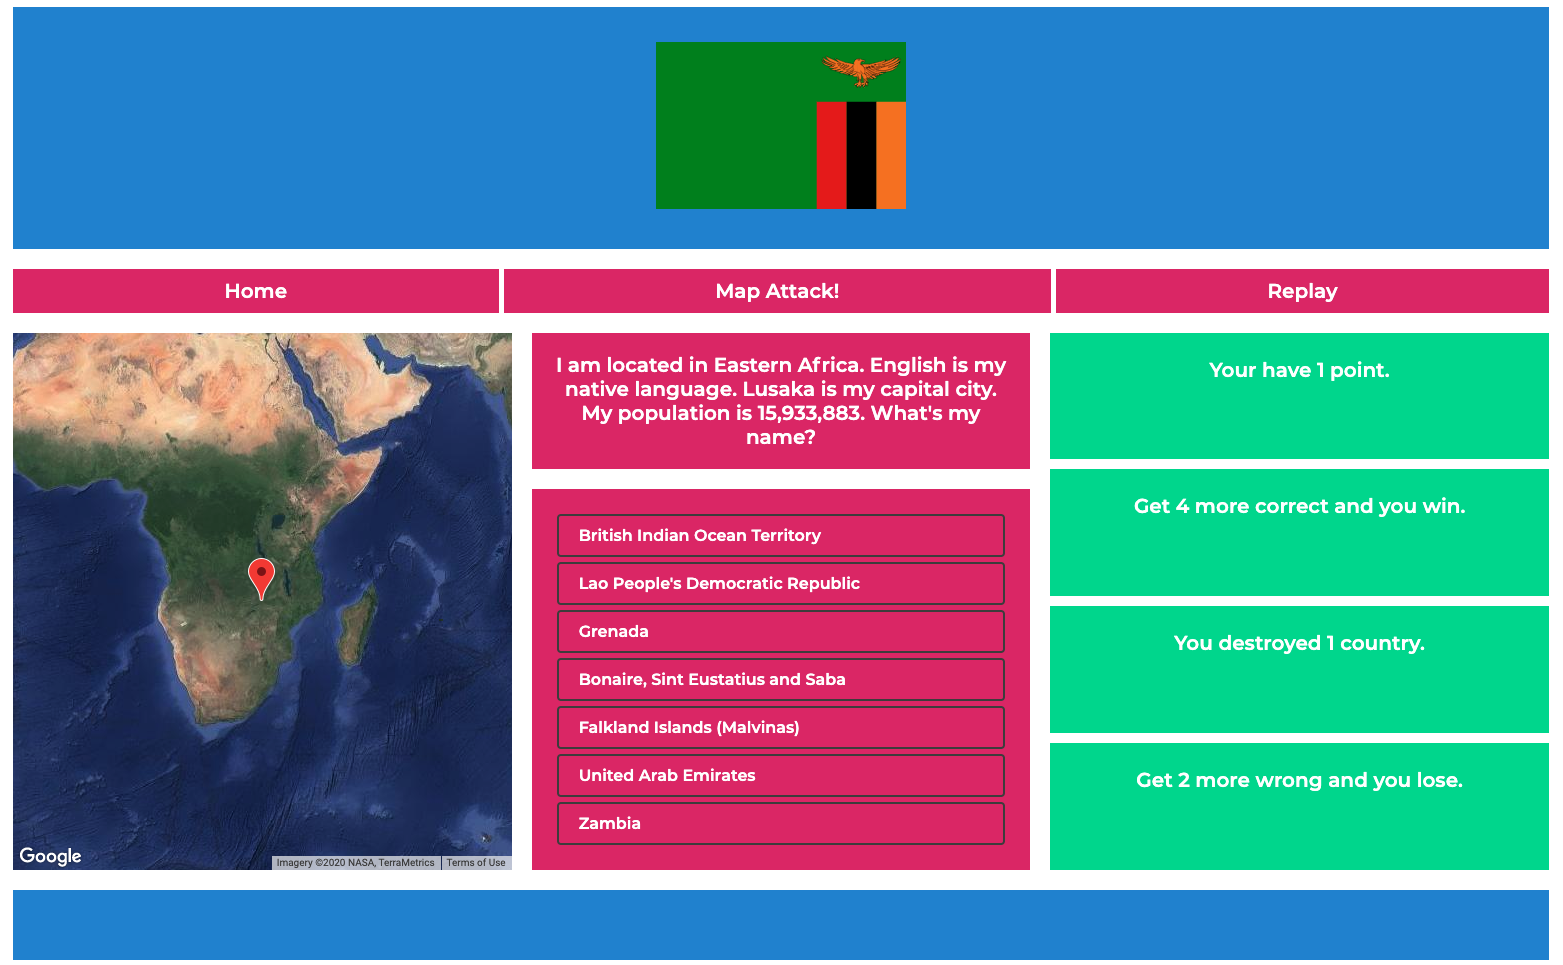 Home
Map Attack!
Replay
I am located in Eastern Africa. English is my
native language. Lusaka is my capital city.
My population is 15,933,883. What's my
name?
British Indian Ocean Territory
Lao People's Democratic Republic
Grenada
Bonaire, Sint Eustatius and Saba
Falkland Islands (Malvinas)
United Arab Emirates
Zambia
Your have 1 point.
Get 4 more correct and you win.
You destroyed 1 country.
Get 2 more wrong and you lose.
Google
Imagery ©2020 NASA, TerraMetrics
Terms of Use